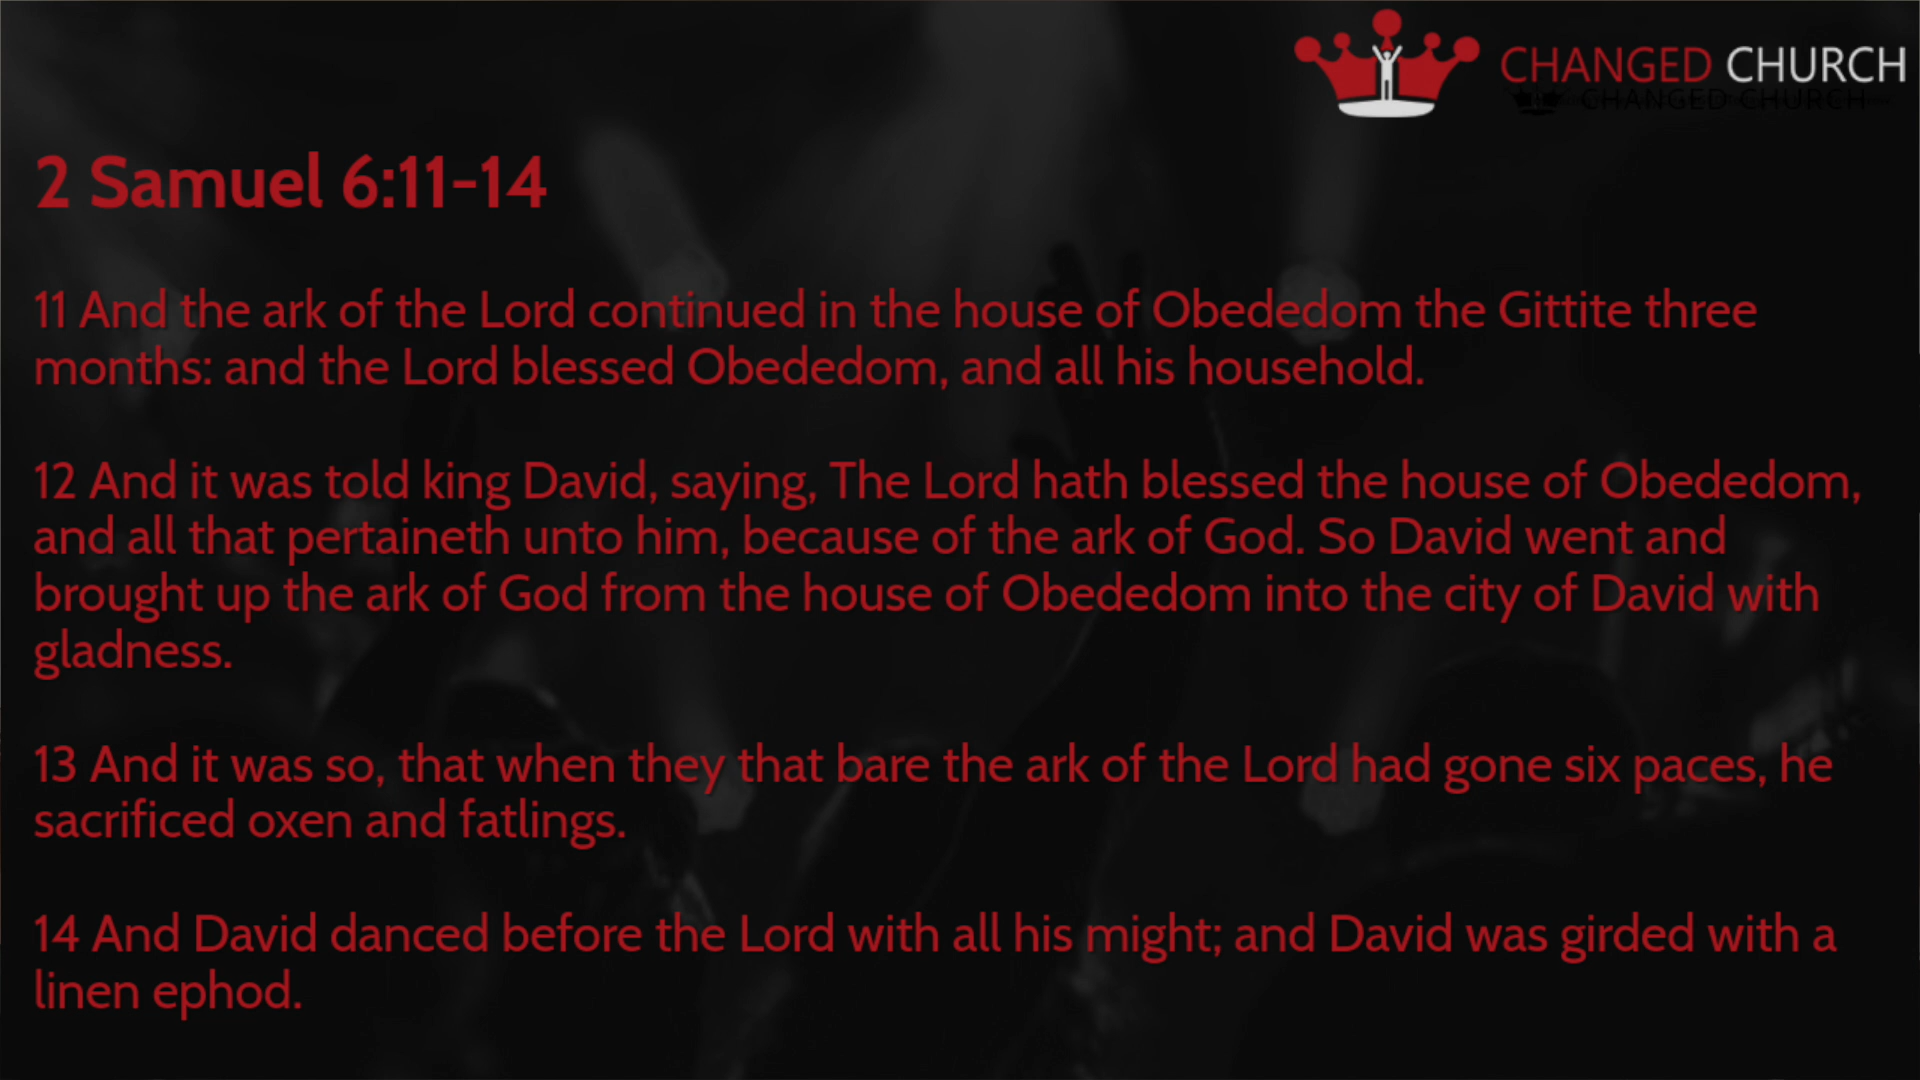 CHANGED CHURCH
CHANGED CHURCH
2 Samuel 6:11-14
11 And the ark of the Lord continued in the house of Obededom the Gittite three
months: and the Lord blessed Obededom, and all his household.
12 And it was told king David, saying, The Lord hath blessed the house of Obededom,
and all that pertaineth unto him, because of the ark of God. So David went and
brought up the ark of God from the house of Obededom into the city of David with
gladness.
13 And it was so, that when they that bare the ark of the Lord had gone six paces, he
sacrificed oxen and fatlings.
14 And David danced before the Lord with all his might; and David was girded with a
linen ephod.